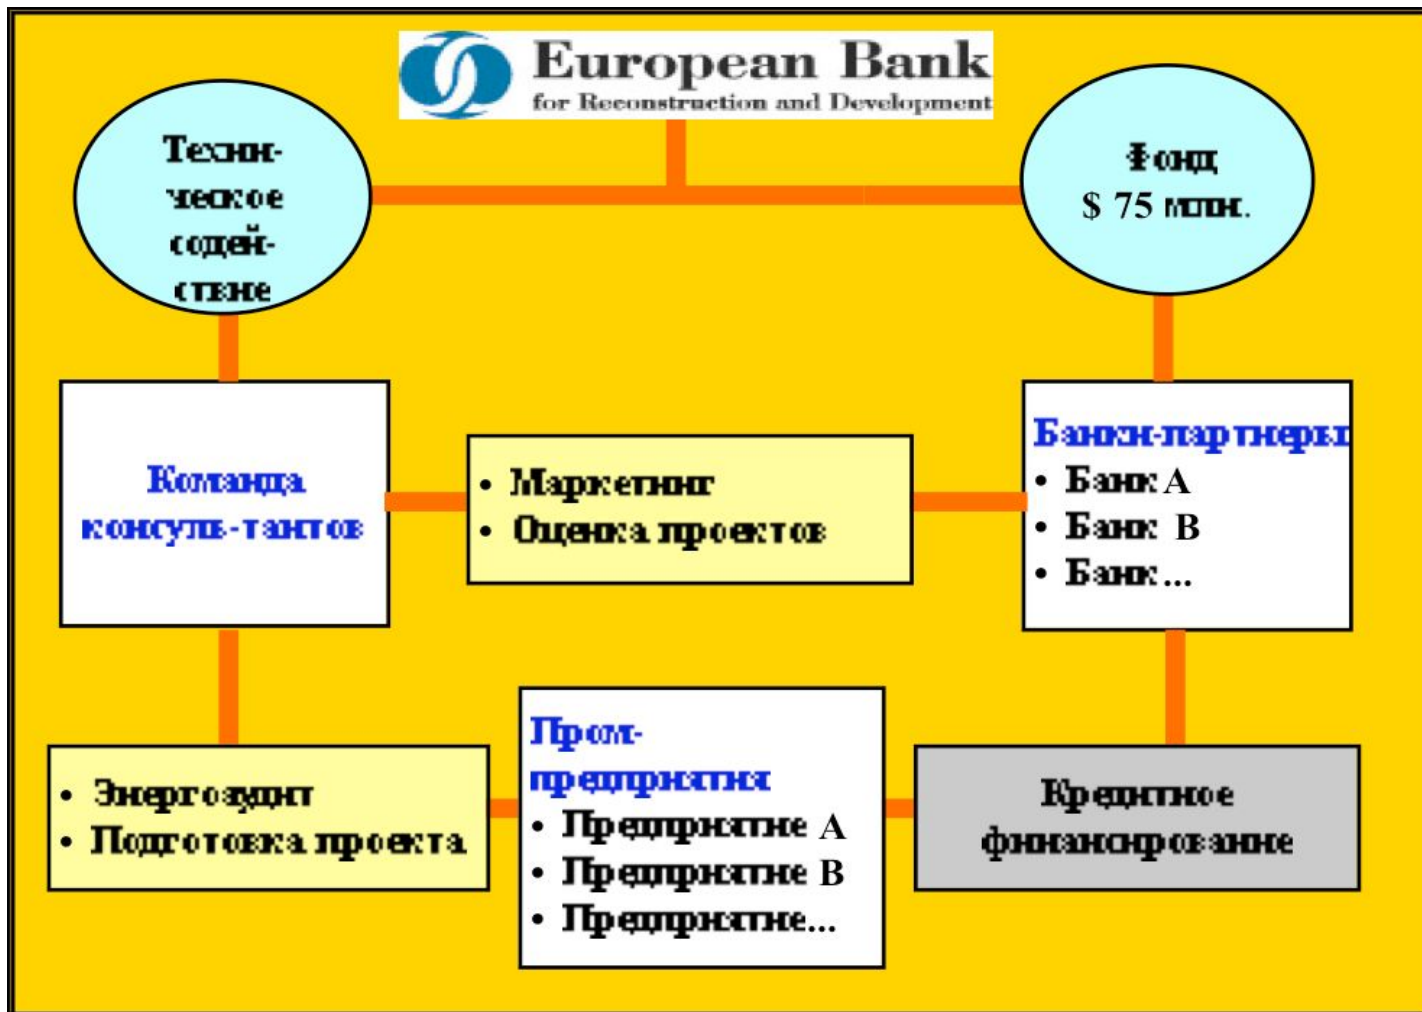 European Bank
for Reconstruction and Development
Техни-
ческое
содей-
ствие
Фонд
$ 75 млн.
Команда
консуль-тантов
• Маркетинг
• Оценка проектов
Банки-партнеры
• Банк A
• Банк B
• Банк ...
• Энергоаудит
• Подготовка проекта
Пром-
предприятия
• Предприятие A
• Предприятие B
• Предприятие...
Кредитное
финансирование